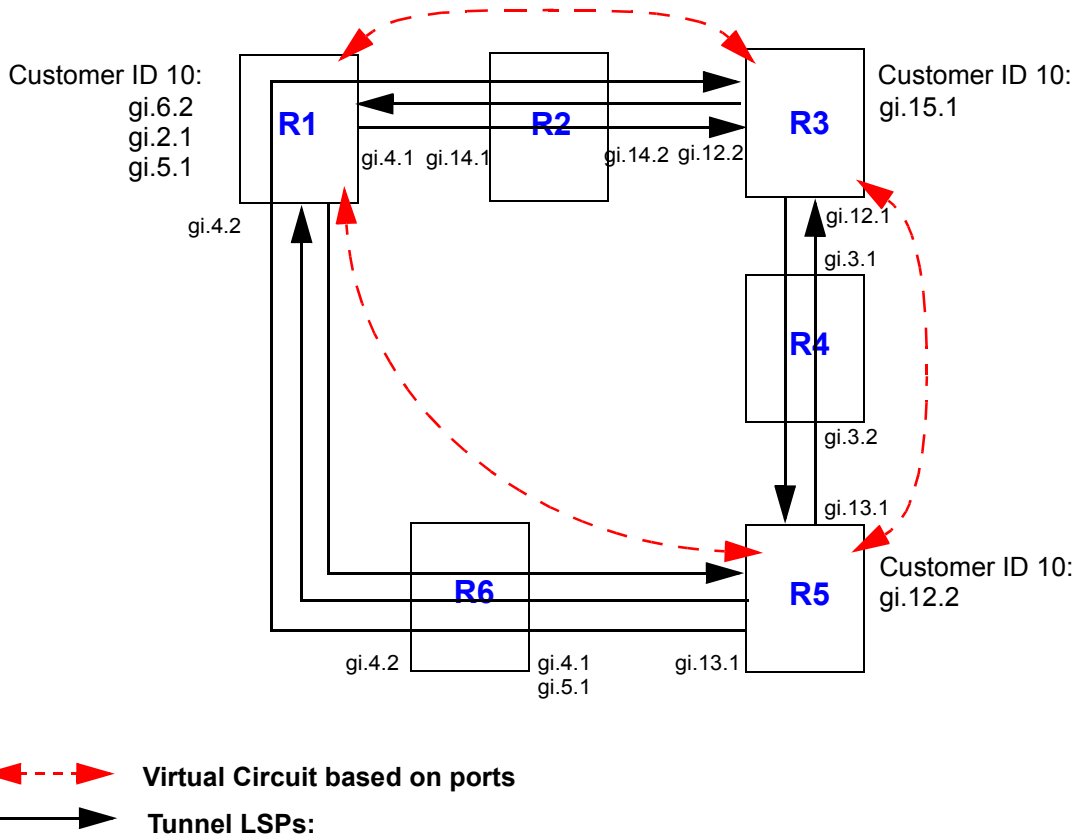 Customer ID 10:
gi.6.2
gi.2.1
gi.5.1
R1
R2
R3
Customer ID 10:
gi.15.1
gi.4.1
gi.14.1
gi.14.2
gi.12.2
gi.4.2
gi.12.1
gi.3.1
R4
gi.3.2
gi.13.1
R6
R5
Customer ID 10:
gi.12.2
gi.4.2
gi.4.1
gi.5.1
gi.13.1
Virtual Circuit based on ports
Tunnel LSPs: